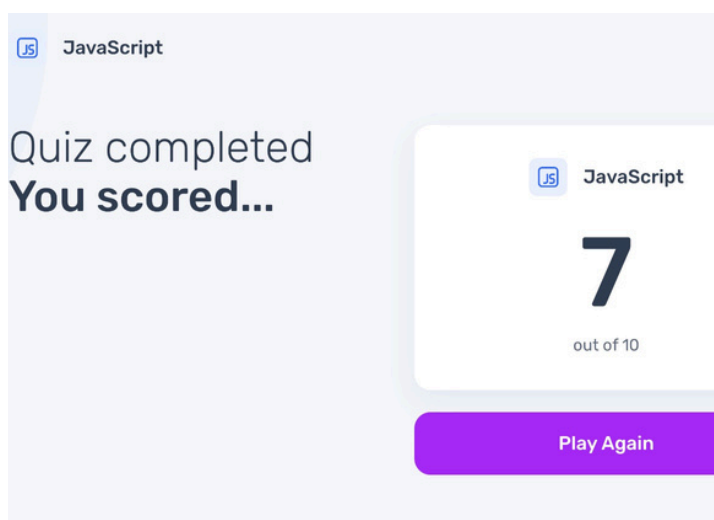 JS JavaScript
Quiz completed
You scored...
JS JavaScript
7
out of 10
Play Again